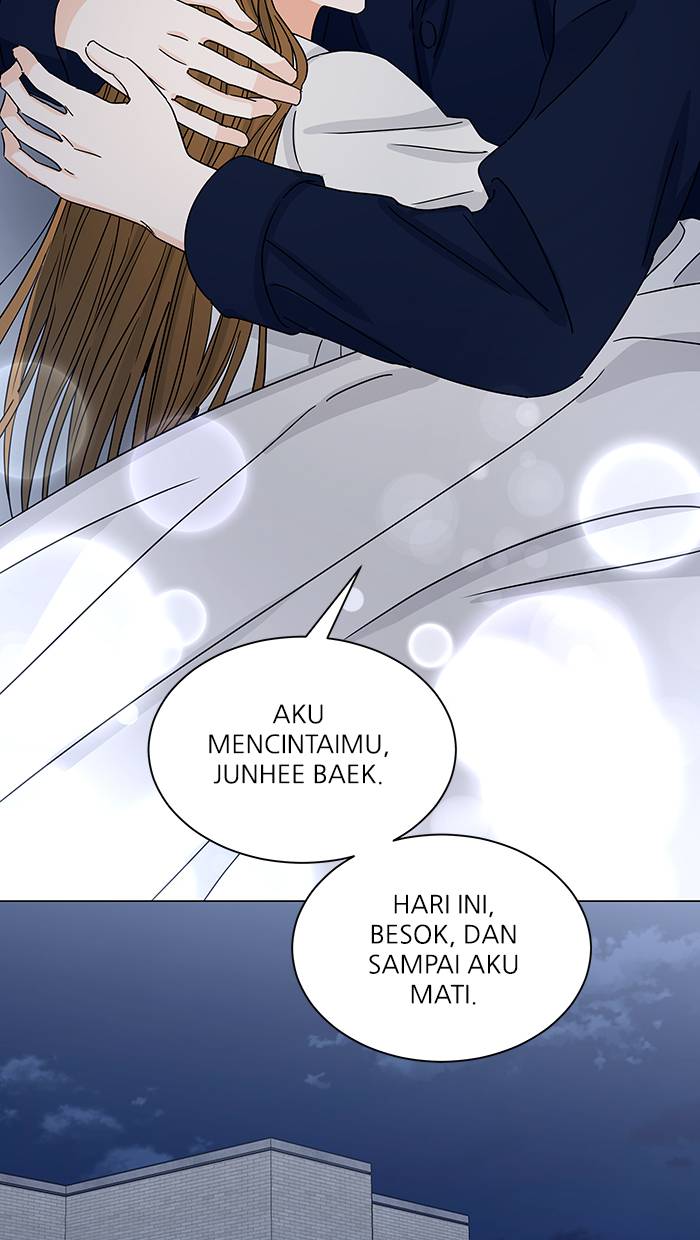 AKU
MENCINTAIMU,
JUNHEE BAEK.
HARI INI,
BESOK, DAN
SAMPAI AKU
MATI.